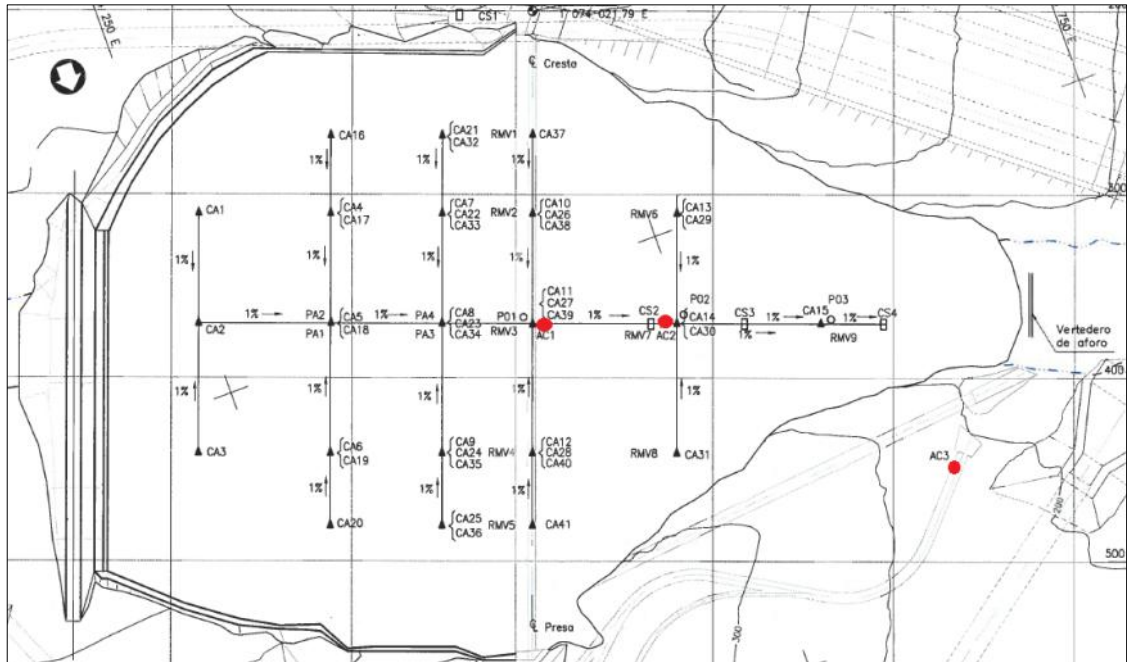 250 E
CS1
1 074-021.79 E
750 E
℄
Cresta
CA16
CA21
CA32
RMV1
CA37
1%
1%
1%
300
CA1
CA4
CA17
CA7
CA22
CA33
RMV2
CA10
CA26
CA38
RMV6
CA13
CA29
1%
1%
1%
1%
1%
CA11
CA27
CA39
P02
P03
1%
PA2
CA5
1%
PA4
CA8
P01
1%
CS2
CA14
CS3
1%
CA15
1%
CS4
CA2
PA1
CA18
PA3
CA23
CA34
RMV3
AC1
RMV7
AC2
CA30
1%
RMV9
Vertedero
de aforo
1%
1%
1%
1%
1%
400
CA3
CA6
CA19
CA9
CA24
CA35
RMV4
CA12
CA28
CA40
RMV8
CA31
AC3
1%
1%
1%
200
CA20
CA25
CA36
RMV5
CA41
500
℄
Presa
300